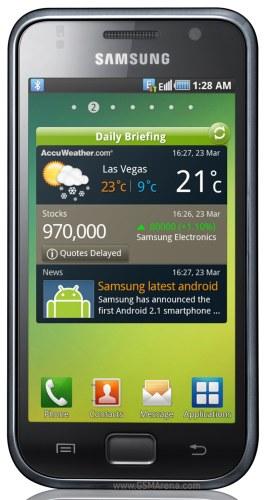 SAMSUNG
E 1:28 AM
2
Daily Briefing
AccuWeather.com® 16:27, 23 Mar
Las Vegas
23°c 9°c 21°c
Stocks 16:26, 23 Mar
970,000 ▲ 80000 (+1.10%)
Samsung Electronics
Quotes Delayed
News 16:27, 23 Mar
Samsung latest android
Samsung has announced the
first Android 2.1 smartphone ...
Phone Contacts Message Applications
www.GSMArena.com